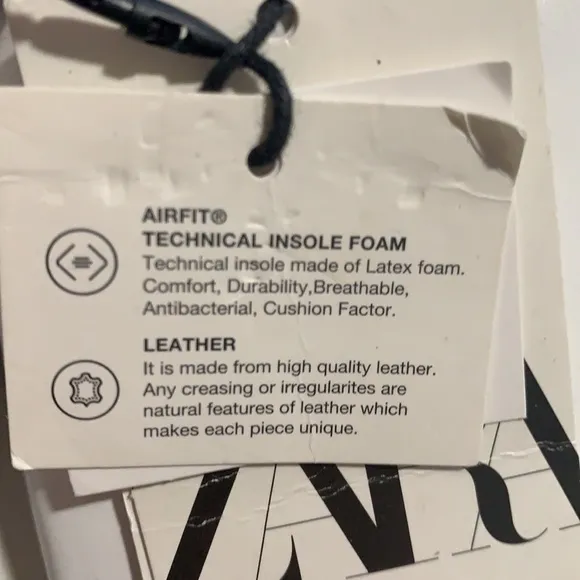 AIRFIT®
TECHNICAL INSOLE FOAM
Technical insole made of Latex foam.
Comfort, Durability,Breathable,
Antibacterial, Cushion Factor.
LEATHER
It is made from high quality leather.
Any creasing or irregularites are
natural features of leather which
makes each piece unique.
ZARA